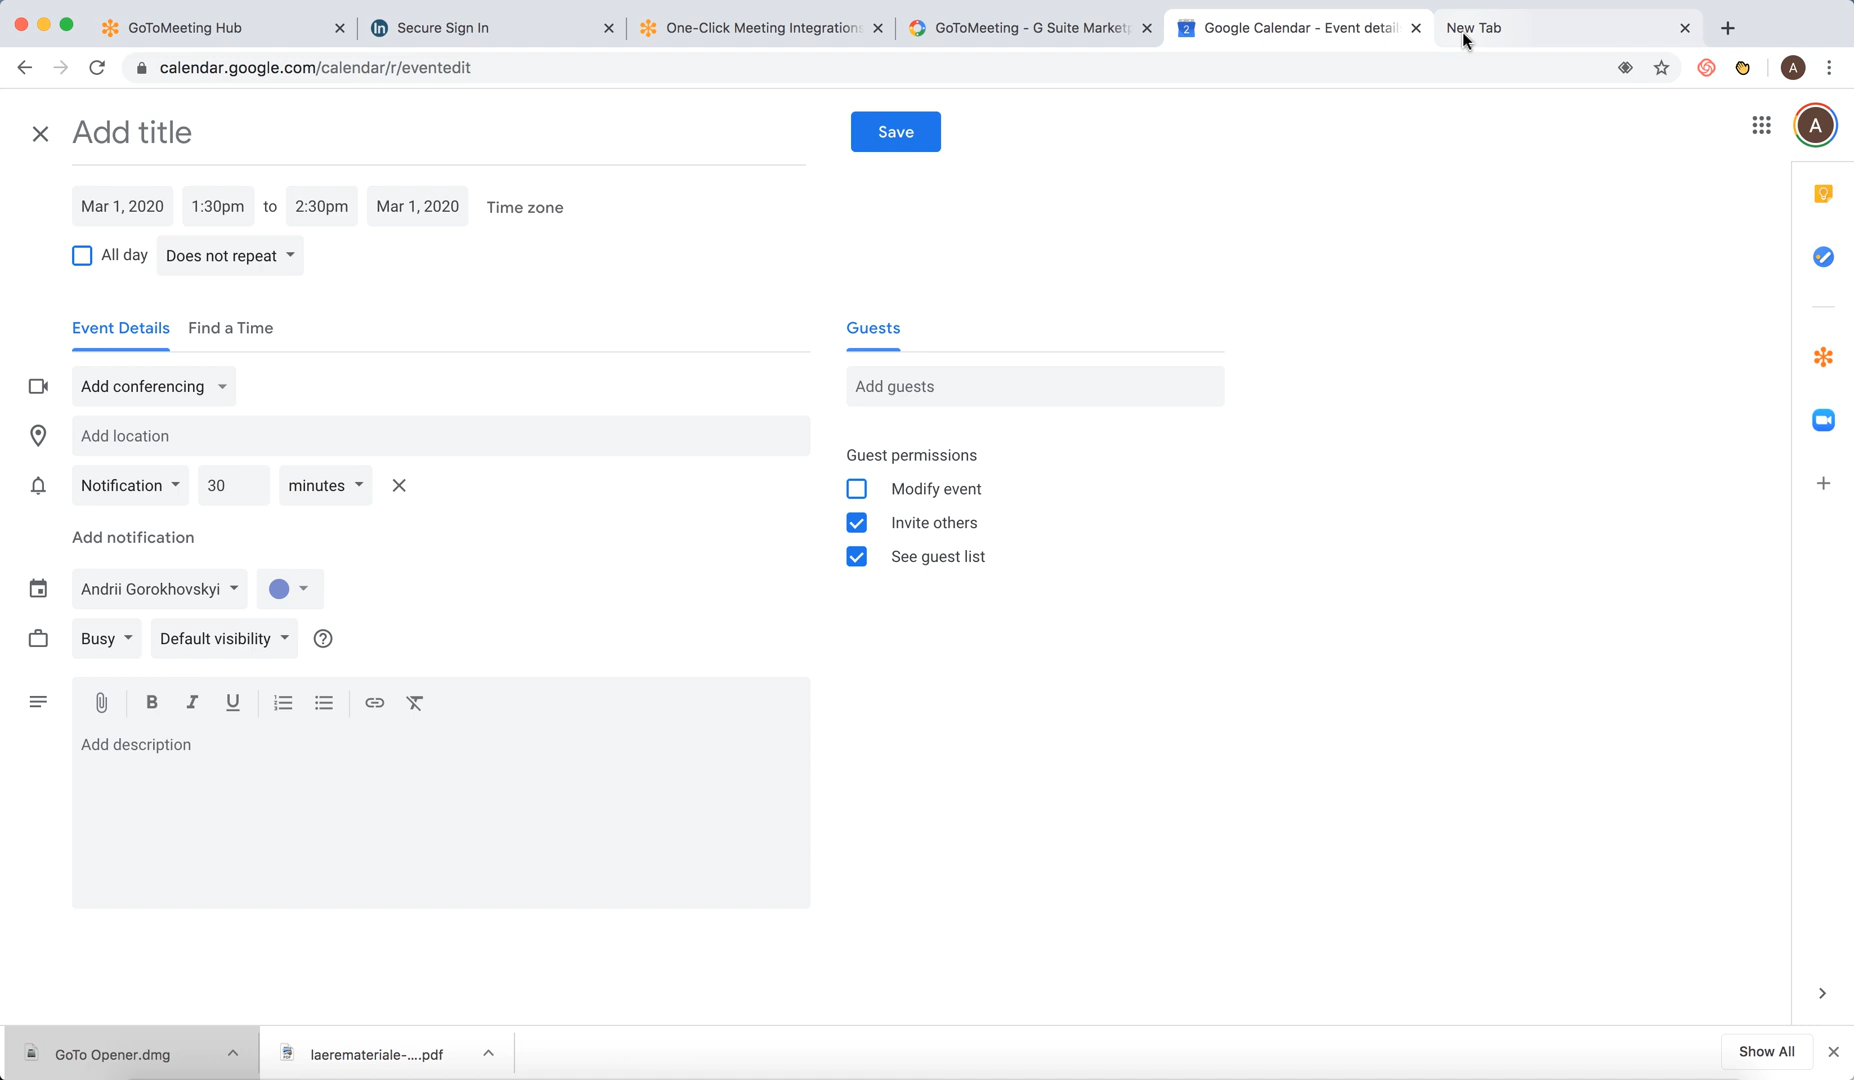 GoToMeeting Hub
Secure Sign In
One-Click Meeting Integrations
GoToMeeting - G Suite Marketp
Google Calendar - Event detail
New Tab
calendar.google.com/calendar/r/eventedit
A
Add title
Save
A
Mar 1, 2020 1:30pm to 2:30pm Mar 1, 2020 Time zone
All day Does not repeat
Event Details Find a Time
Guests
Add conferencing
Add guests
Add location
Guest permissions
Notification 30 minutes
Modify event
Invite others
Add notification
See guest list
Andrii Gorokhovskyi
Busy Default visibility
B I U
Add description
GoTo Opener.dmg
laeremateriale-....pdf
Show All